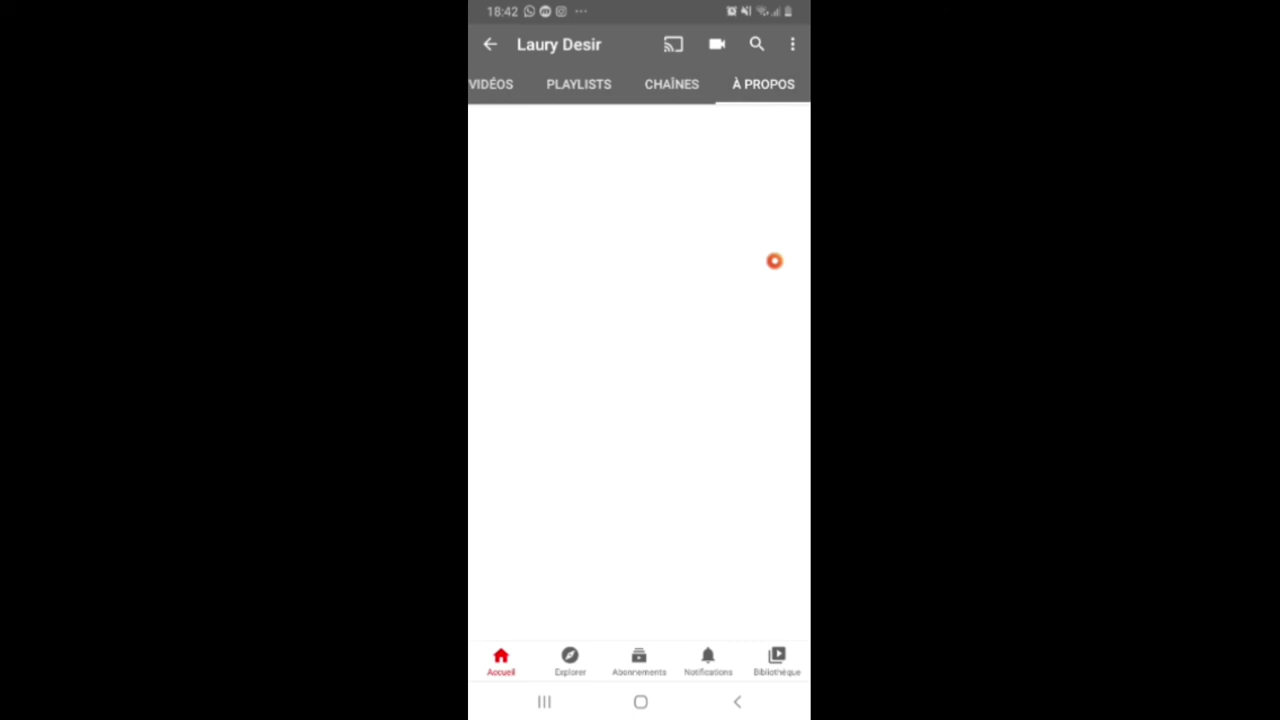 18:42
Laury Desir
VIDÉOS PLAYLISTS CHAÎNES À PROPOS
Accueil Explorer Abonnements Notifications Bibliothèque